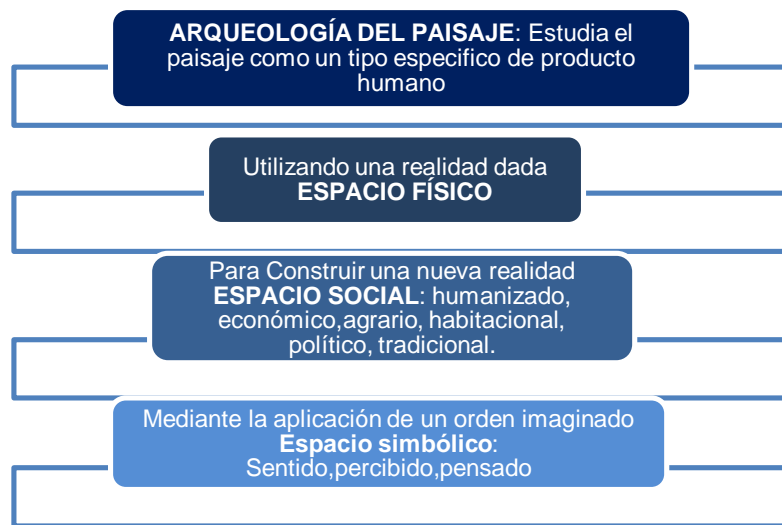 ARQUEOLOGÍA DEL PAISAJE: Estudia el
paisaje como un tipo especifico de producto
humano
Utilizando una realidad dada
ESPACIO FÍSICO
Para Construir una nueva realidad
ESPACIO SOCIAL: humanizado,
económico,agrario, habitacional,
político, tradicional.
Mediante la aplicación de un orden imaginado
Espacio simbólico:
Sentido,percibido,pensado